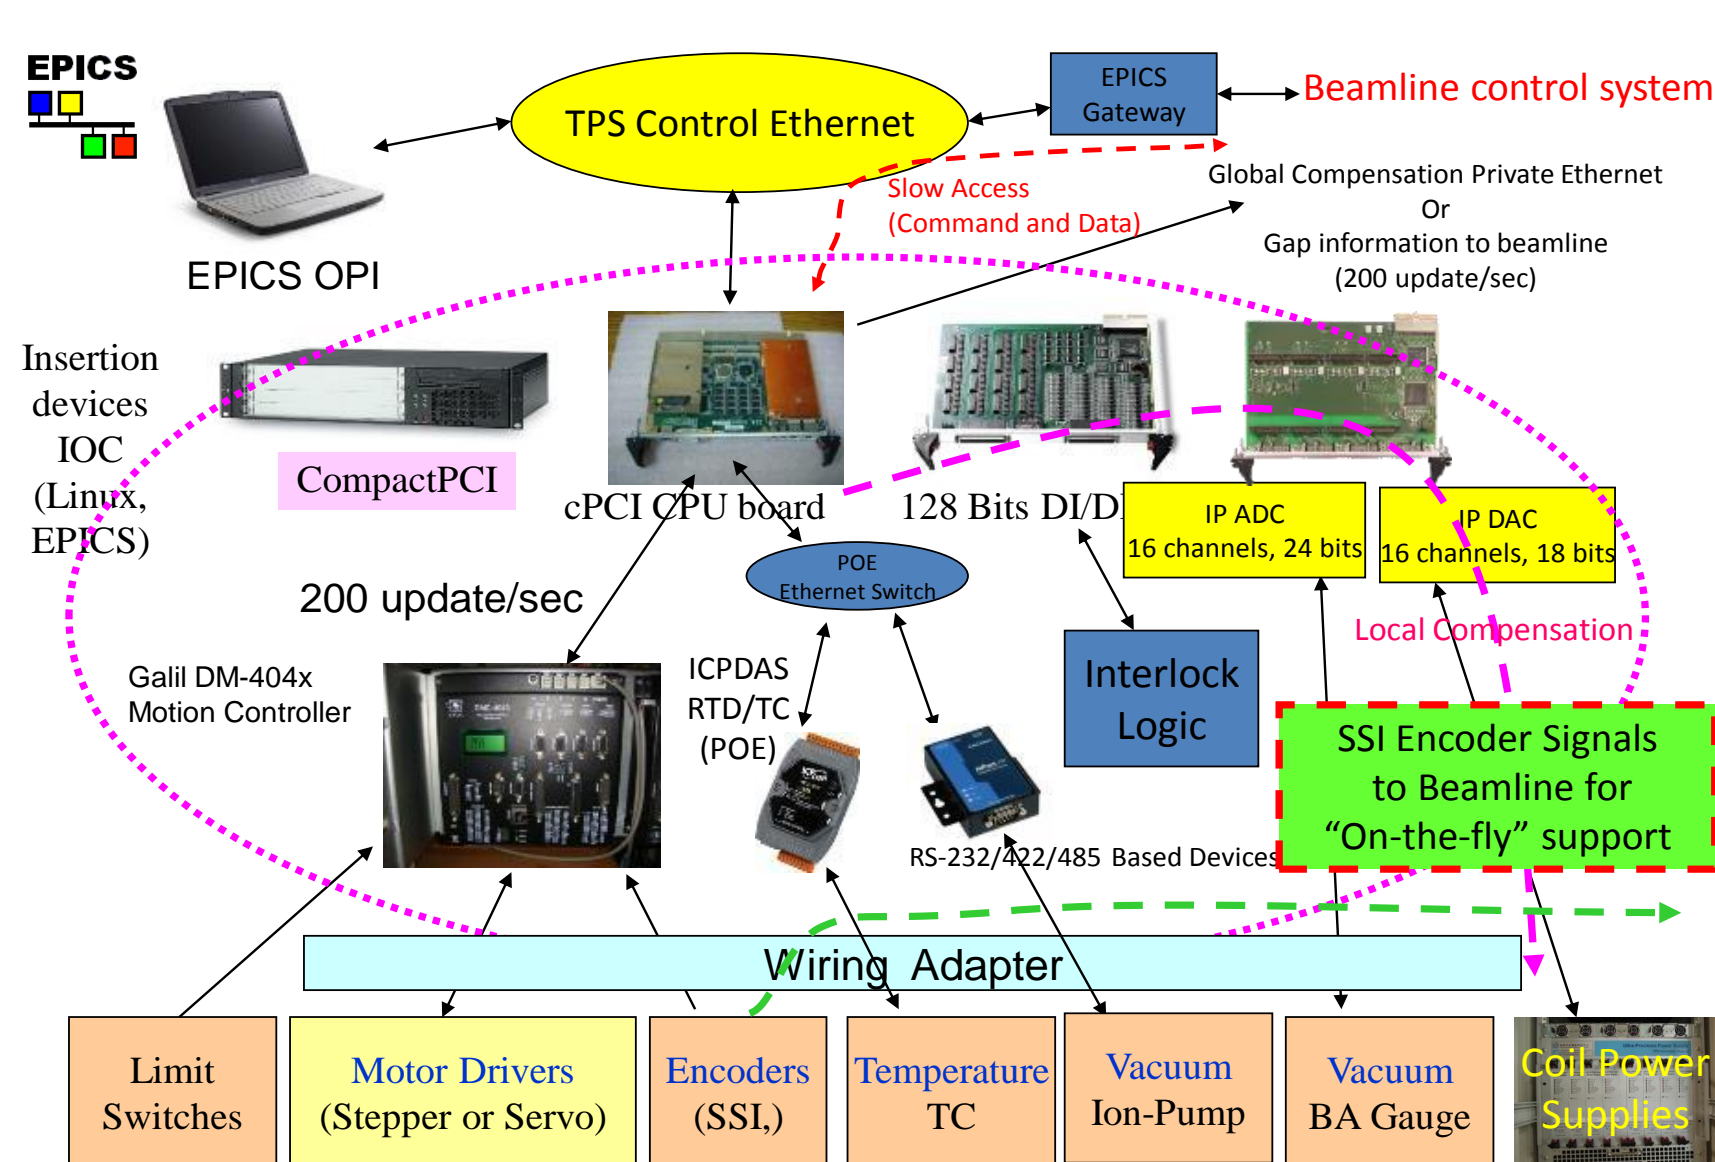 EPICS
TPS Control Ethernet
EPICS
Gateway
Beamline control system
Slow Access
(Command and Data)
Global Compensation Private Ethernet
Or
Gap information to beamline
(200 update/sec)
EPICS OPI
Insertion
devices
IOC
(Linux,
EPICS)
CompactPCI
cPCI CPU board
128 Bits DI/D
IP ADC
16 channels, 24 bits
IP DAC
16 channels, 18 bits
POE
Ethernet Switch
200 update/sec
Local Compensation
Galil DM-404x
Motion Controller
ICPDAS
RTD/TC
(POE)
Interlock
Logic
SSI Encoder Signals
to Beamline for
“On-the-fly” support
RS-232/422/485 Based Devices
Wiring Adapter
Limit
Switches
Motor Drivers
(Stepper or Servo)
Encoders
(SSI,)
Temperature
TC
Vacuum
Ion-Pump
Vacuum
BA Gauge
Coil Power
Supplies